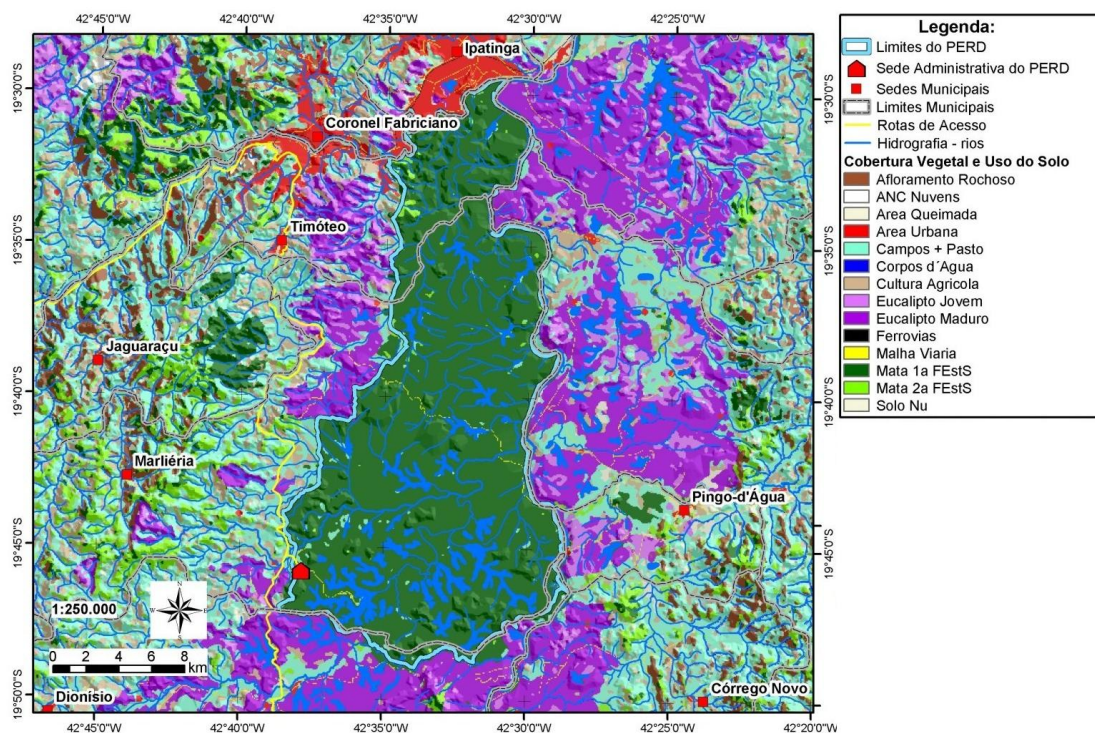 42°45'0"W
42°40'0"W
42°35'0"W
42°30'0"W
42°25'0"W
19°30'0"S
19°35'0"S
19°40'0"S
19°45'0"S
19°50'0"S
Ipatinga
Coronel Fabriciano
Timóteo
Jaguaraçu
Marliéria
Pingo-d'Água
Dionísio
Córrego Novo
1:250.000
N
W
E
S
0 2 4 6 8
km
19°30'0"S
19°35'0"S
19°40'0"S
19°45'0"S
42°45'0"W
42°40'0"W
42°35'0"W
42°30'0"W
42°25'0"W
42°20'0"W
Legenda:
Limites do PERD
Sede Administrativa do PERD
Sedes Municipais
Limites Municipais
Rotas de Acesso
Hidrografia - rios
Cobertura Vegetal e Uso do Solo
Afloramento Rochoso
ANC Nuvens
Area Queimada
Area Urbana
Campos + Pasto
Corpos d´Agua
Cultura Agricola
Eucalipto Jovem
Eucalipto Maduro
Ferrovias
Malha Viaria
Mata 1a FEstS
Mata 2a FEstS
Solo Nu